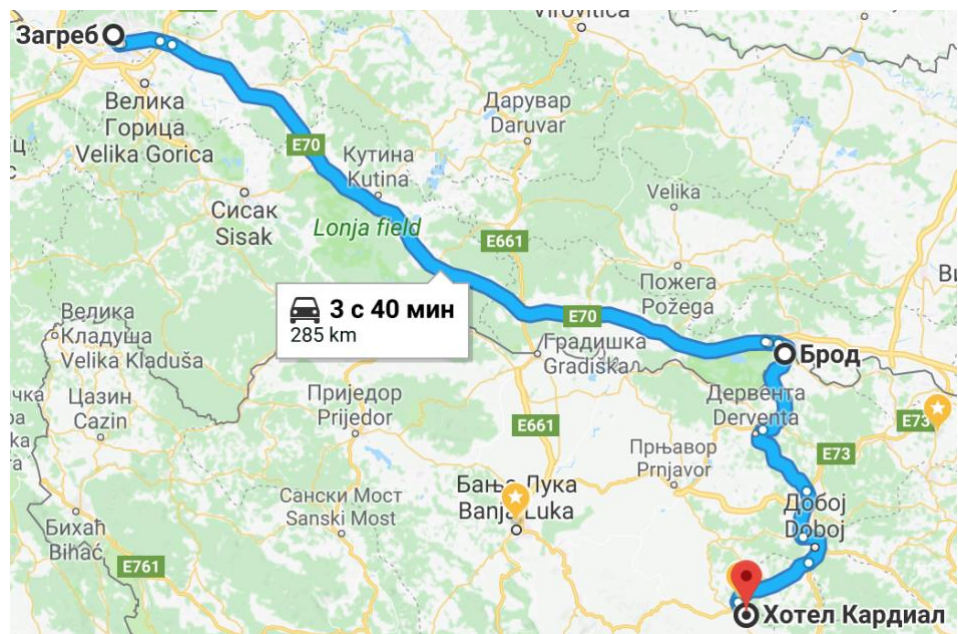 Virovitica
Загреб
Велика
Горица
Velika Gorica
Дарувар
Daruvar
E70
Кутина
Kutina
Velika
Сисак
Sisak
Lonja field
E661
Пожега
Požega
3 с 40 мин
285 km
E70
Велика
Кладуша
Velika Kladuša
Градишка
Gradiška
Брод
Приједор
Prijedor
Цазин
Cazin
Дервента
Derventa
E73
E661
E73
Прњавор
Prnjavor
Бања Лука
Banja Luka
Сански Мост
Sanski Most
Добој
Doboj
Бихаћ
Bihać
E761
Хотел Кардиал